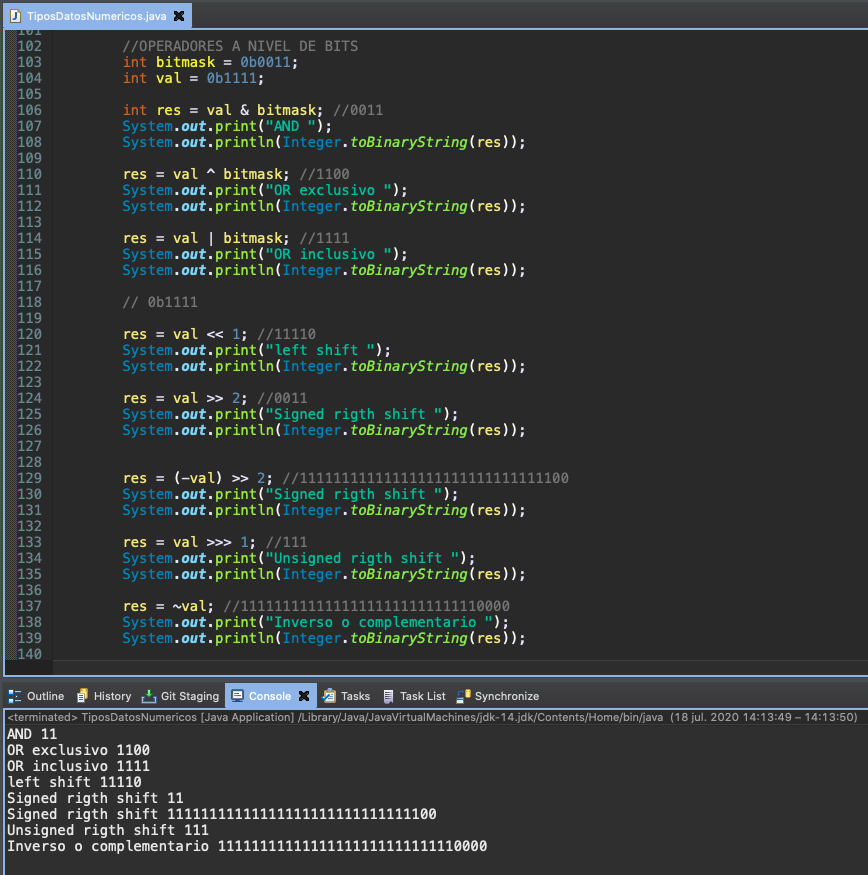 TiposDatosNumericos.java
101
102 //OPERADORES A NIVEL DE BITS
103 int bitmask = 0b0011;
104 int val = 0b1111;
105
106 int res = val & bitmask; //0011
107 System.out.print("AND ");
108 System.out.println(Integer.toBinaryString(res));
109
110 res = val ^ bitmask; //1100
111 System.out.print("OR exclusivo ");
112 System.out.println(Integer.toBinaryString(res));
113
114 res = val | bitmask; //1111
115 System.out.print("OR inclusivo ");
116 System.out.println(Integer.toBinaryString(res));
117
118 // 0b1111
119
120 res = val << 1; //11110
121 System.out.print("left shift ");
122 System.out.println(Integer.toBinaryString(res));
123
124 res = val >> 2; //0011
125 System.out.print("Signed rigth shift ");
126 System.out.println(Integer.toBinaryString(res));
127
128
129 res = (-val) >> 2; //11111111111111111111111111111100
130 System.out.print("Signed rigth shift ");
131 System.out.println(Integer.toBinaryString(res));
132
133 res = val >>> 1; //111
134 System.out.print("Unsigned rigth shift ");
135 System.out.println(Integer.toBinaryString(res));
136
137 res = ~val; //11111111111111111111111111110000
138 System.out.print("Inverso o complementario ");
139 System.out.println(Integer.toBinaryString(res));
140
Outline History Git Staging Console Tasks Task List Synchronize
<terminated> TiposDatosNumericos [Java Application] /Library/Java/JavaVirtualMachines/jdk-14.jdk/Contents/Home/bin/java (18 jul. 2020 14:13:49 – 14:13:50)
AND 11
OR exclusivo 1100
OR inclusivo 1111
left shift 11110
Signed rigth shift 11
Signed rigth shift 11111111111111111111111111111100
Unsigned rigth shift 111
Inverso o complementario 11111111111111111111111111110000